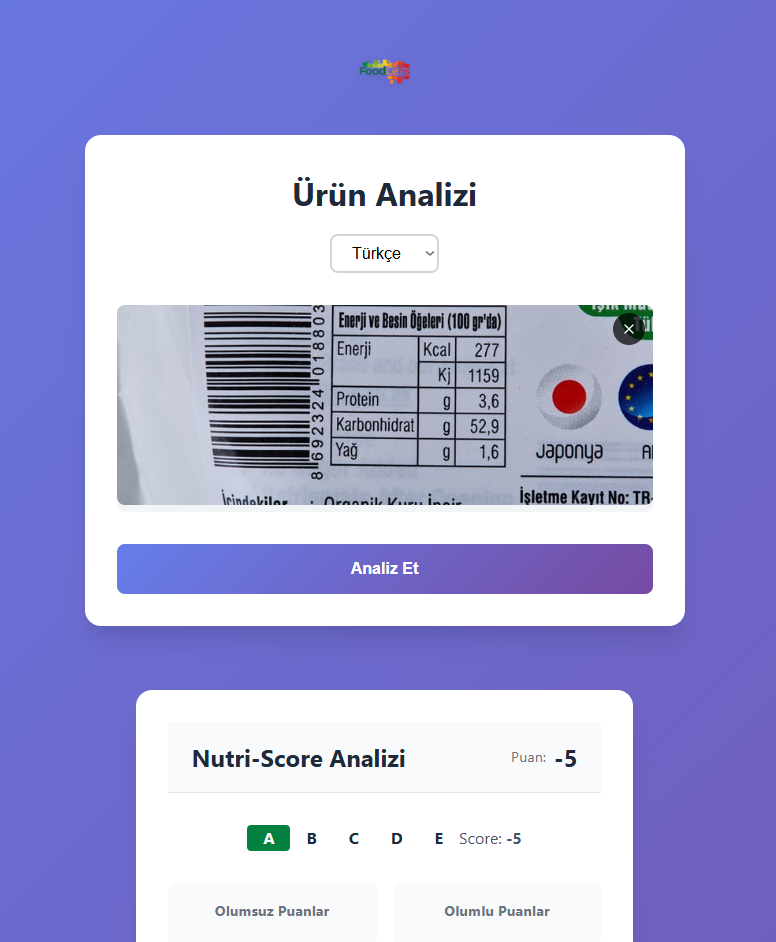 Food
Ürün Analizi
Türkçe
8 692324 018803
Enerji ve Besin Öğeleri (100 gr'da)
Enerji Kcal 277
Kj 1159
Protein g 3,6
Karbonhidrat g 52,9
Yağ g 1,6
Japonya
İşletme Kayıt No: TR-
İçindekiler : Organik Kuru İncir
Analiz Et
Nutri-Score Analizi
Puan: -5
A B C D E Score: -5
Olumsuz Puanlar
Olumlu Puanlar